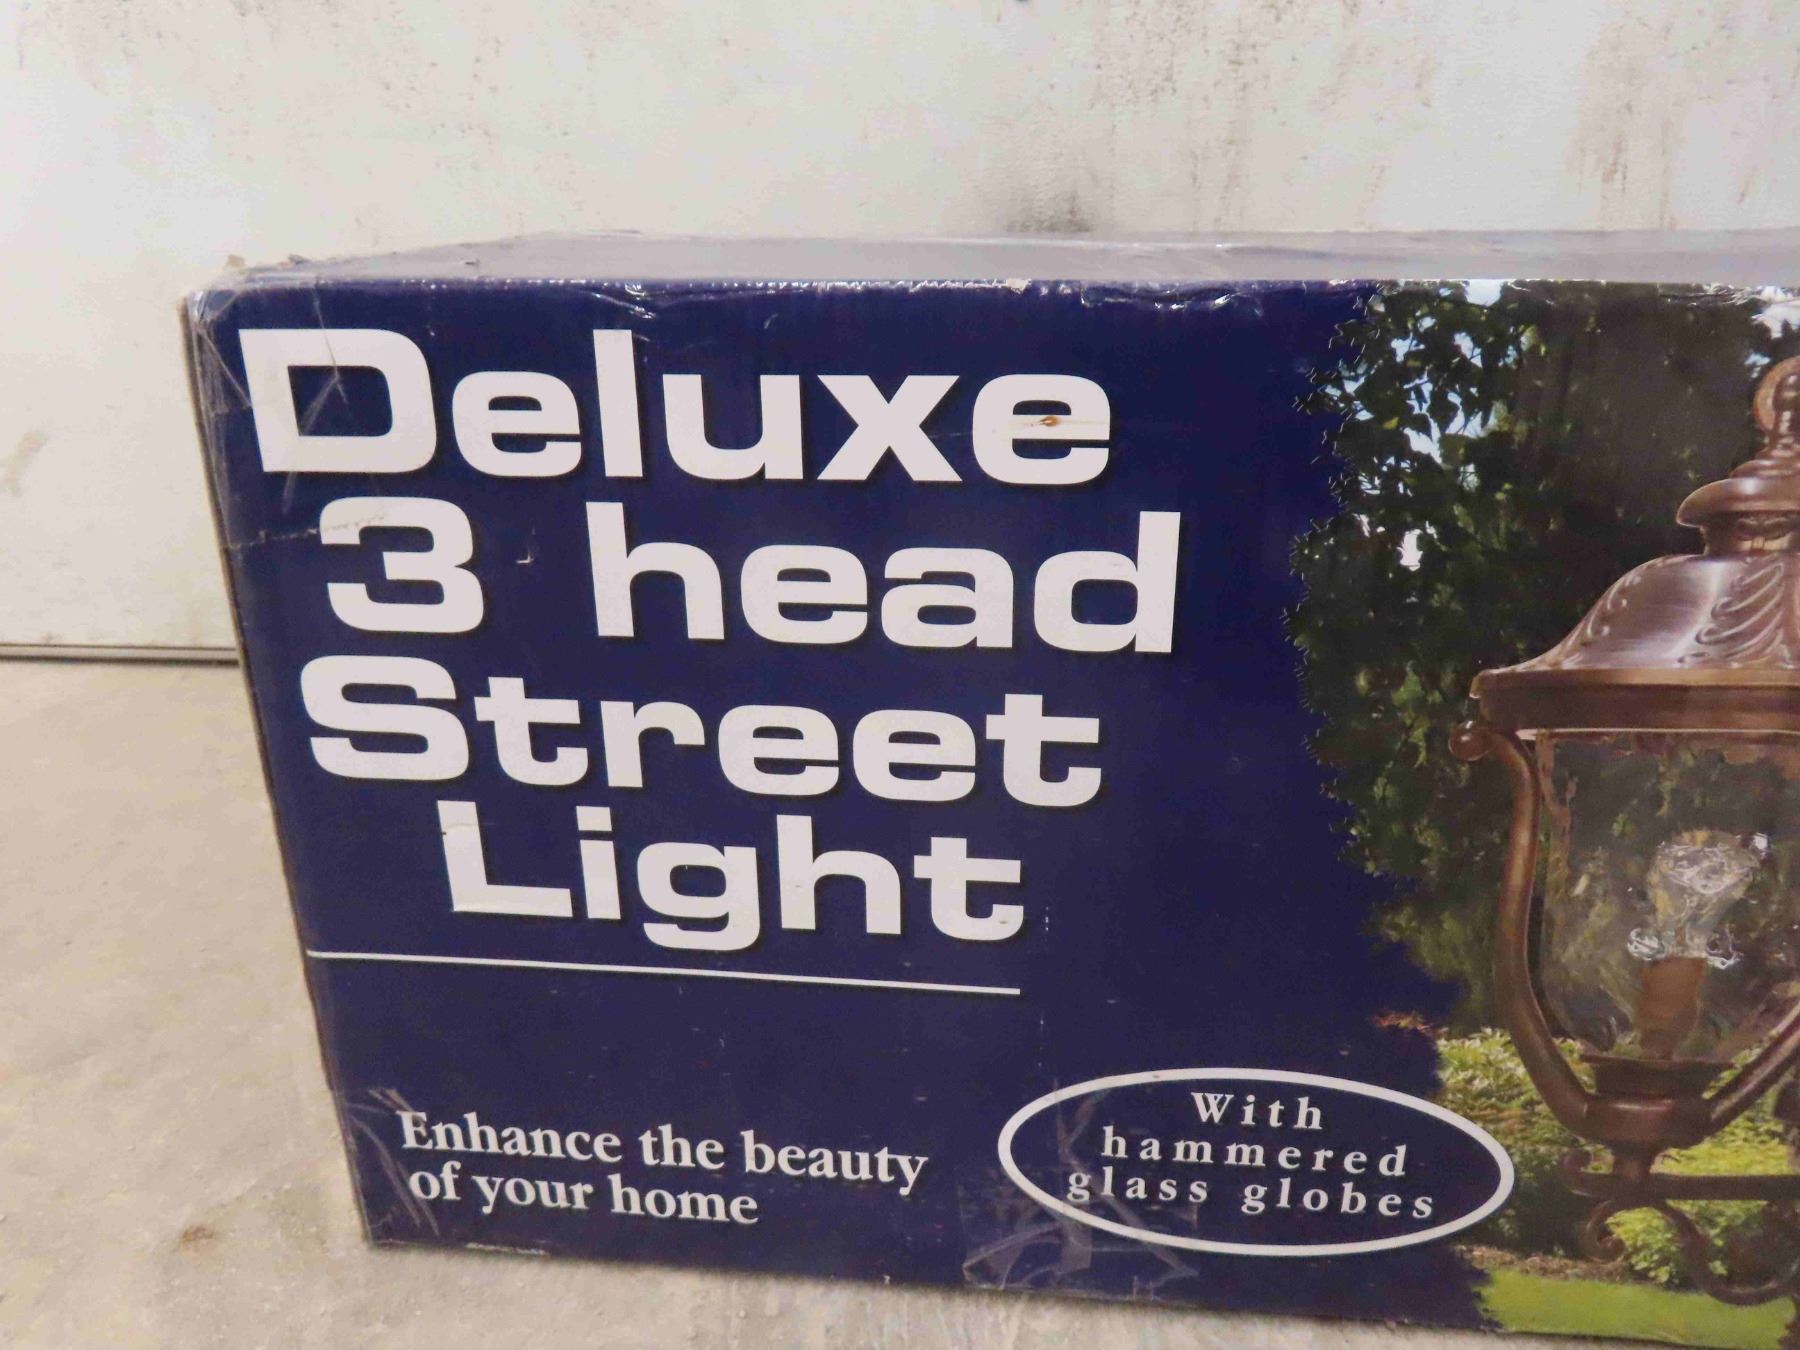 Deluxe
3 head
Street
Light
Enhance the beauty
of your home
With
hammered
glass globes